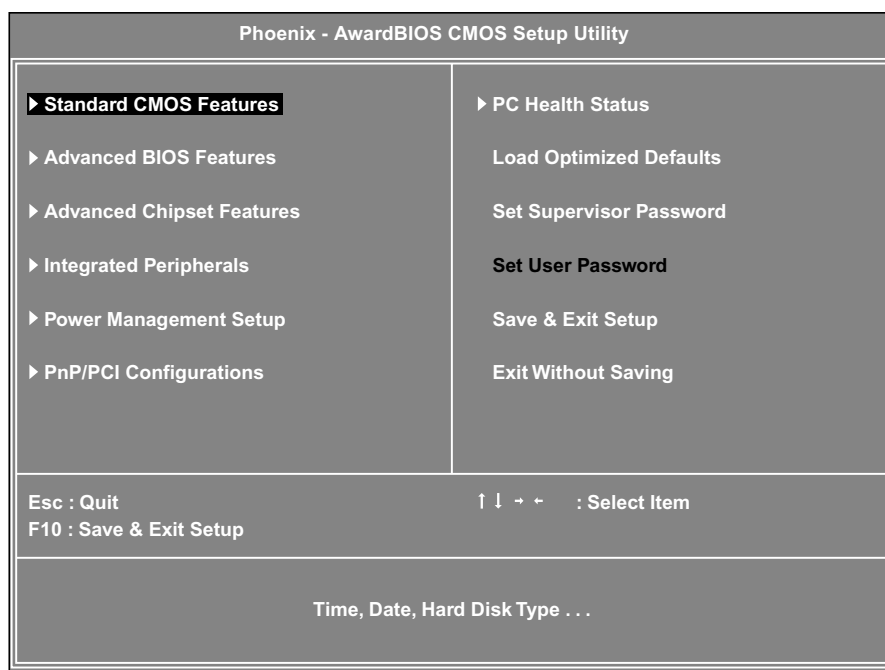 Phoenix - AwardBIOS CMOS Setup Utility
Standard CMOS Features
Advanced BIOS Features
Advanced Chipset Features
Integrated Peripherals
Power Management Setup
PnP/PCI Configurations
PC Health Status
Load Optimized Defaults
Set Supervisor Password
Set User Password
Save & Exit Setup
Exit Without Saving
Esc : Quit
F10 : Save & Exit Setup
↑ ↓ → ← : Select Item
Time, Date, Hard Disk Type . . .